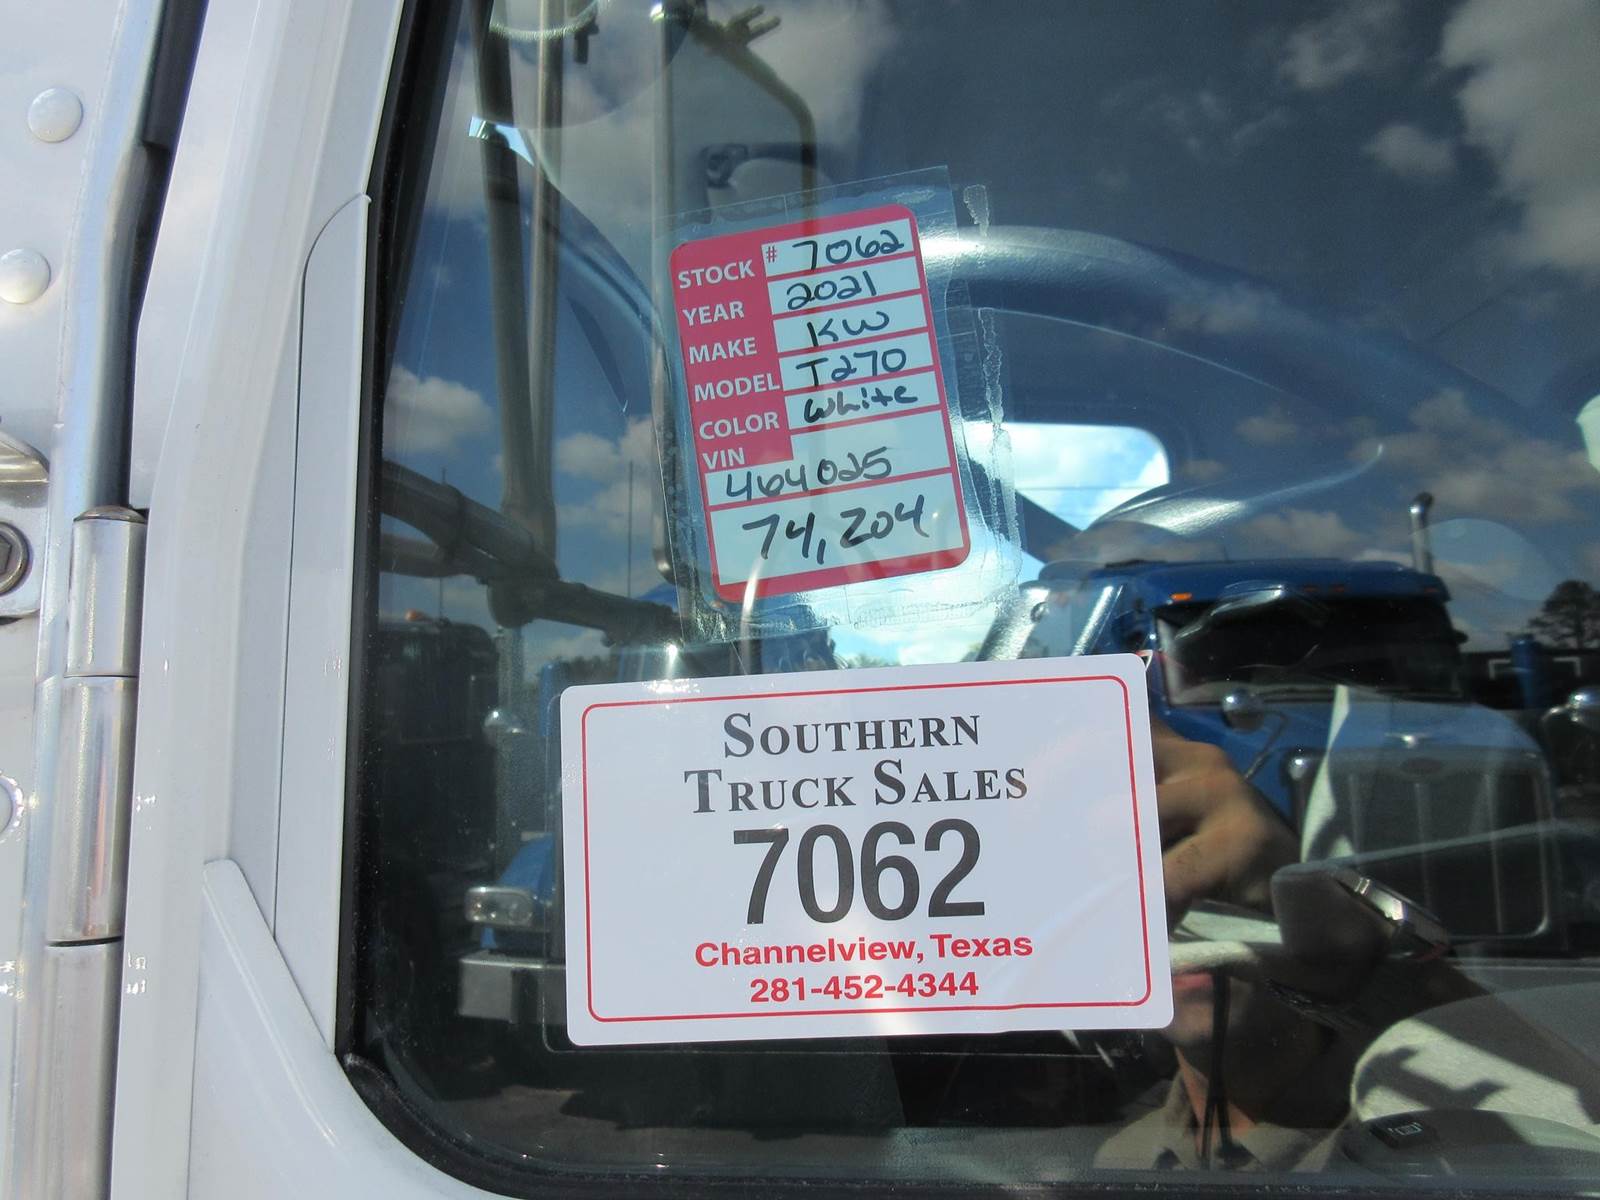 STOCK # 7062
YEAR 2021
MAKE KW
MODEL T270
COLOR White
VIN
464025
74,204
SOUTHERN
TRUCK SALES
7062
Channelview, Texas
281-452-4344